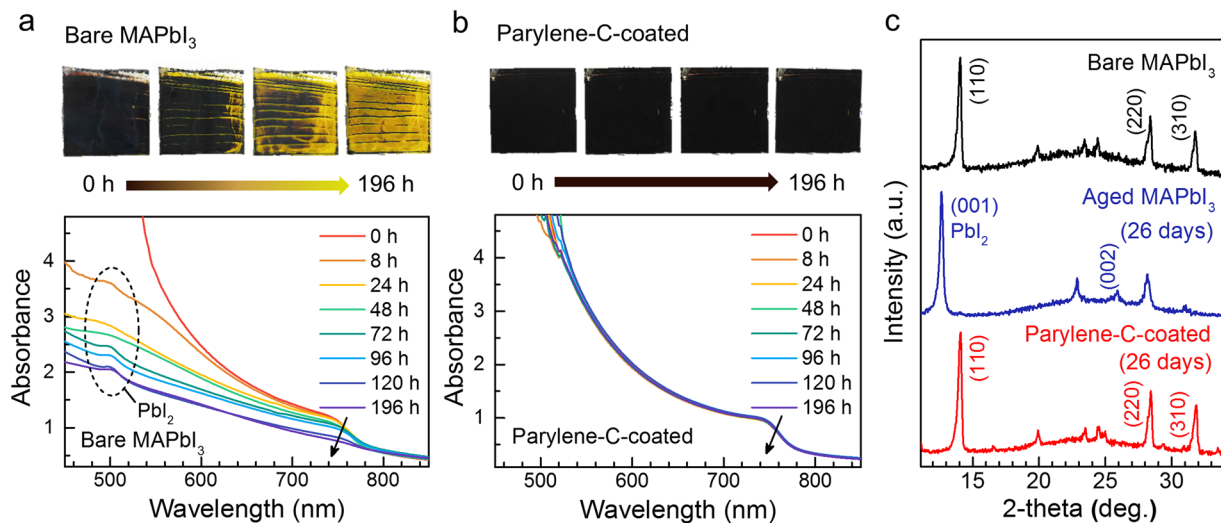 a
Bare MAPbI₃
0 h
196 h
Absorbance
4
3
2
1
0 h
8 h
24 h
48 h
72 h
96 h
120 h
196 h
PbI₂
Bare MAPbI₃
500
600
700
800
Wavelength (nm)
b
Parylene-C-coated
0 h
196 h
Absorbance
4
3
2
1
0 h
8 h
24 h
48 h
72 h
96 h
120 h
196 h
Parylene-C-coated
500
600
700
800
Wavelength (nm)
c
Intensity (a.u.)
Bare MAPbI₃
(110)
(220)
(310)
Aged MAPbI₃
(26 days)
(001)
PbI₂
(002)
Parylene-C-coated
(26 days)
(110)
(220)
(310)
15
20
25
30
2-theta (deg.)